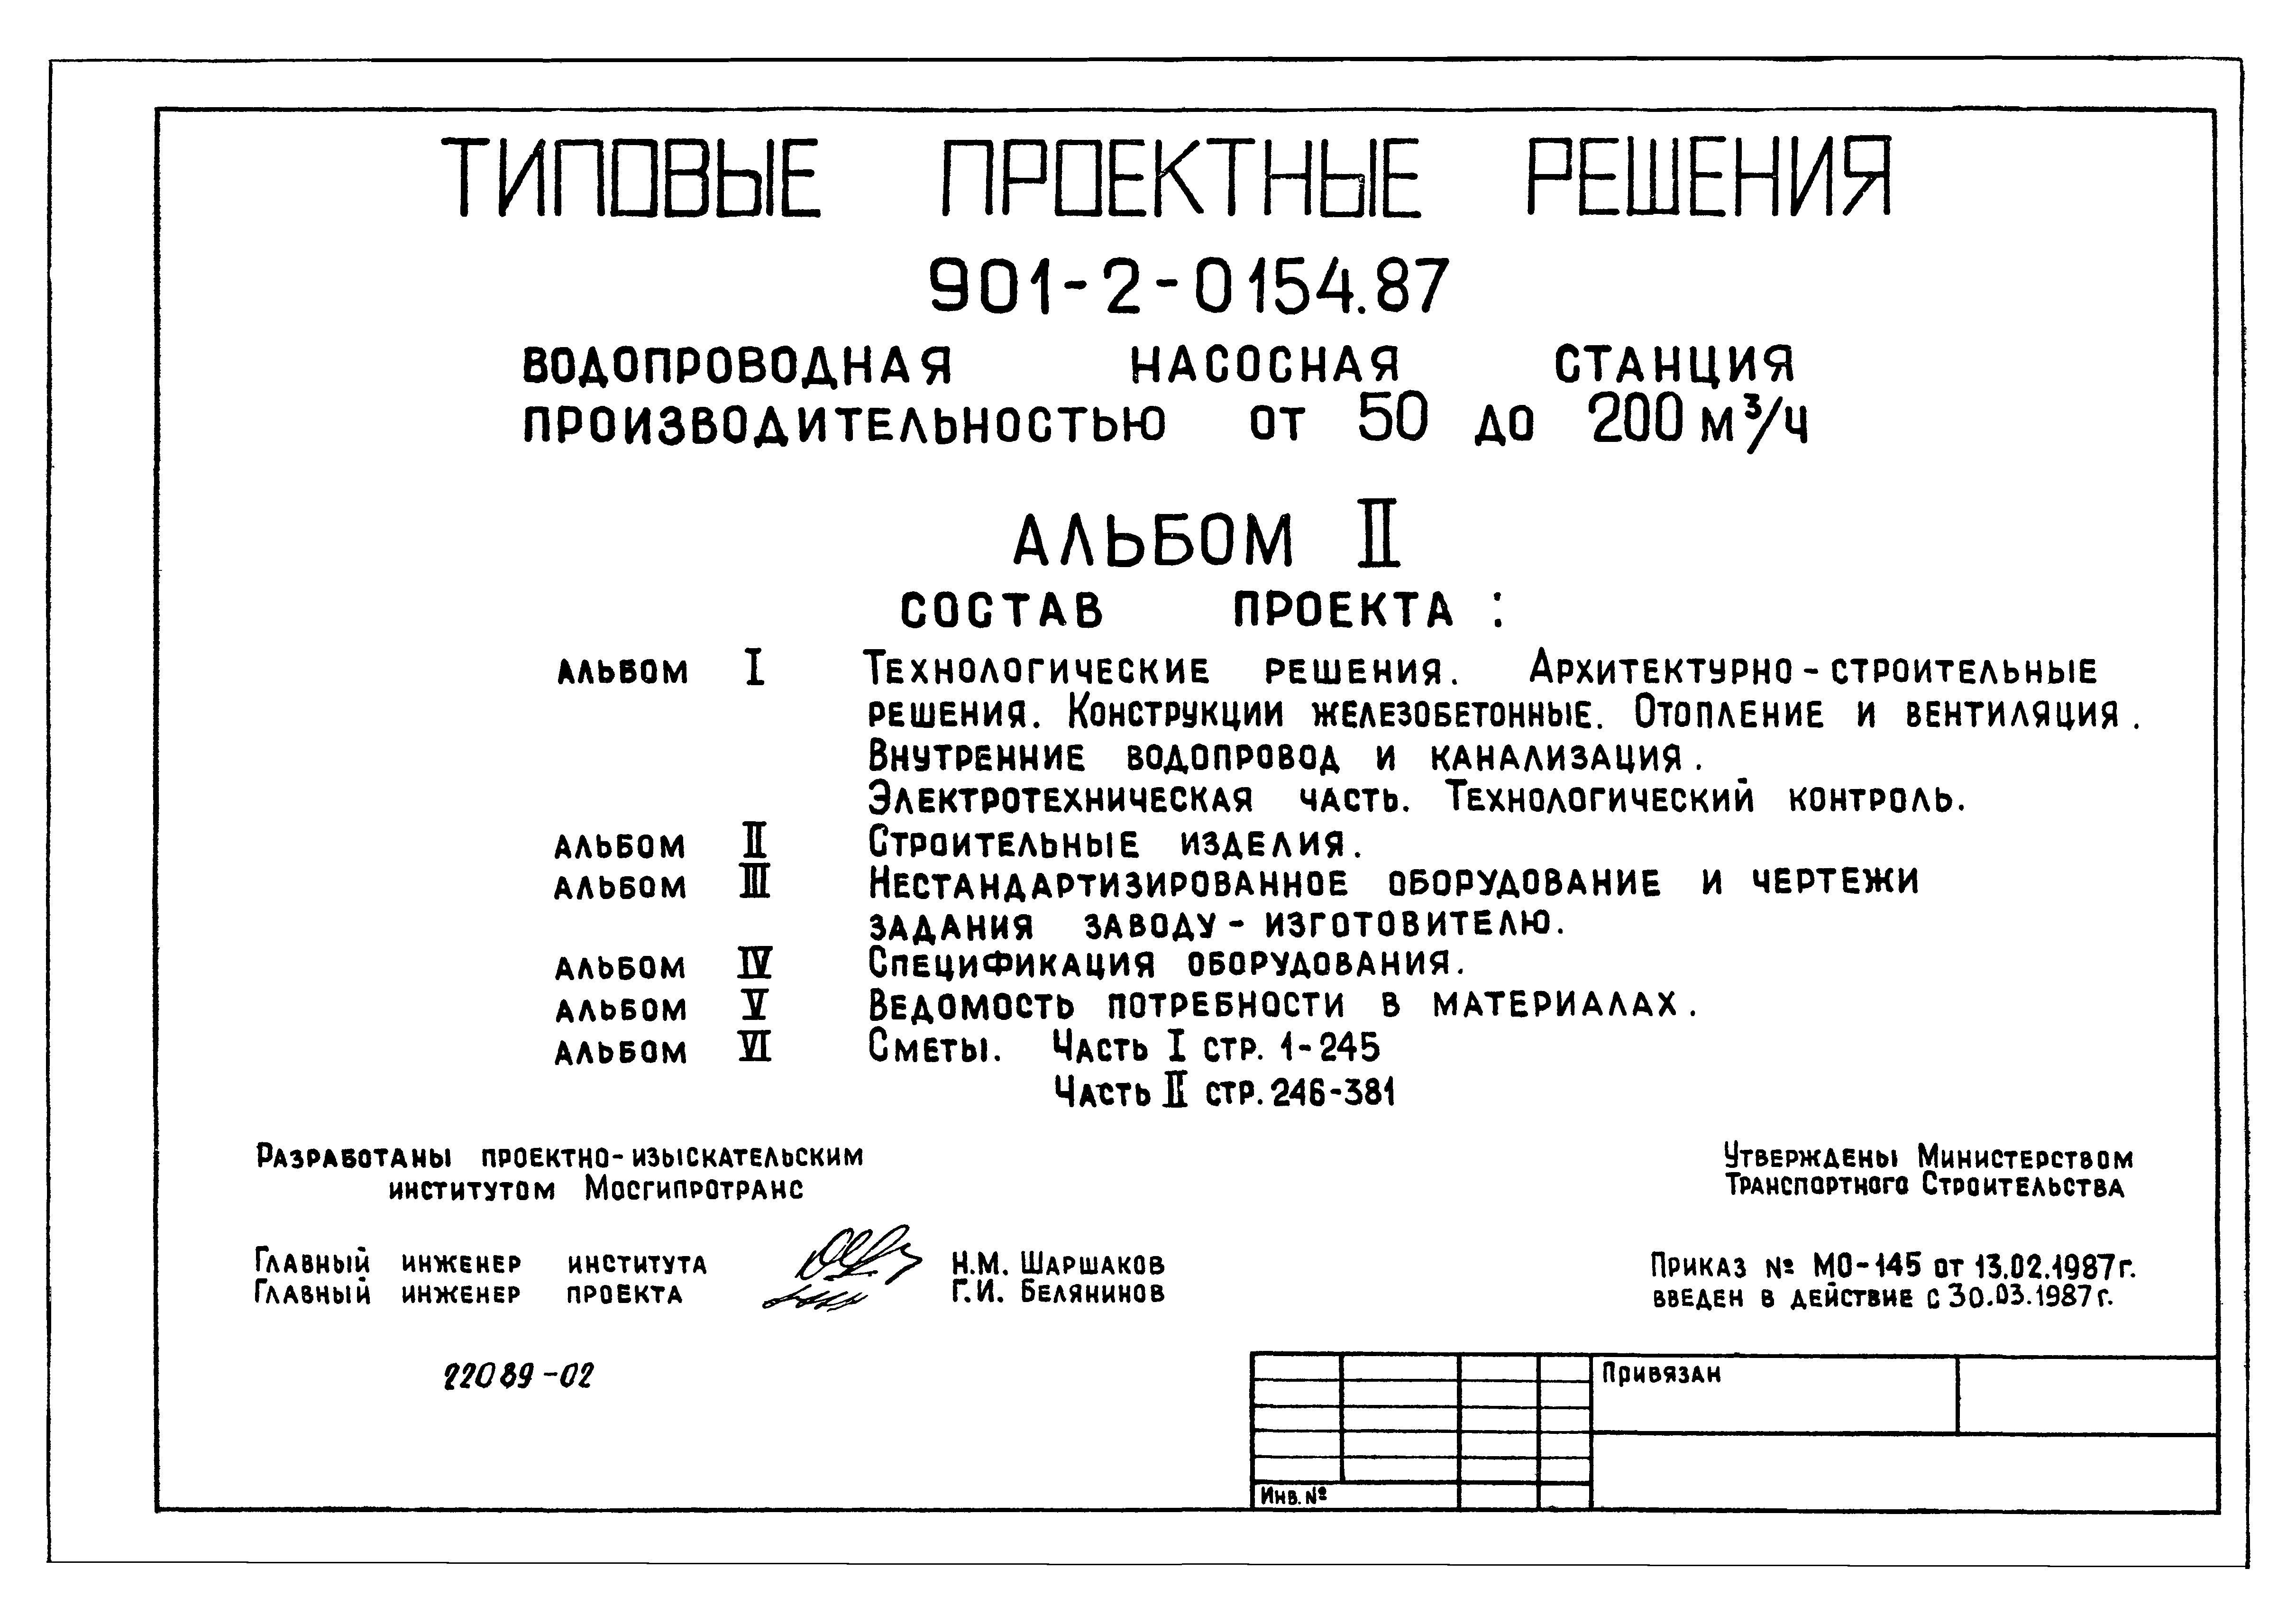 ТИПОВЫЕ ПРОЕКТНЫЕ РЕШЕНИЯ
901-2-0154.87
ВОДОПРОВОДНАЯ НАСОСНАЯ СТАНЦИЯ
ПРОИЗВОДИТЕЛЬНОСТЬЮ ОТ 50 ДО 200 М³/Ч
АЛЬБОМ II
СОСТАВ ПРОЕКТА :
АЛЬБОМ I ТЕХНОЛОГИЧЕСКИЕ РЕШЕНИЯ. АРХИТЕКТУРНО-СТРОИТЕЛЬНЫЕ
РЕШЕНИЯ. КОНСТРУКЦИИ ЖЕЛЕЗОБЕТОННЫЕ. ОТОПЛЕНИЕ И ВЕНТИЛЯЦИЯ.
ВНУТРЕННИЕ ВОДОПРОВОД И КАНАЛИЗАЦИЯ.
ЭЛЕКТРОТЕХНИЧЕСКАЯ ЧАСТЬ. ТЕХНОЛОГИЧЕСКИЙ КОНТРОЛЬ.
АЛЬБОМ II СТРОИТЕЛЬНЫЕ ИЗДЕЛИЯ.
АЛЬБОМ III НЕСТАНДАРТИЗИРОВАННОЕ ОБОРУДОВАНИЕ И ЧЕРТЕЖИ
ЗАДАНИЯ ЗАВОДУ-ИЗГОТОВИТЕЛЮ.
АЛЬБОМ IV СПЕЦИФИКАЦИЯ ОБОРУДОВАНИЯ.
АЛЬБОМ V ВЕДОМОСТЬ ПОТРЕБНОСТИ В МАТЕРИАЛАХ.
АЛЬБОМ VI СМЕТЫ. ЧАСТЬ I СТР. 1-245
ЧАСТЬ II СТР. 246-381
РАЗРАБОТАНЫ ПРОЕКТНО-ИЗЫСКАТЕЛЬСКИМ
ИНСТИТУТОМ МОСГИПРОТРАНС
УТВЕРЖДЕНЫ МИНИСТЕРСТВОМ
ТРАНСПОРТНОГО СТРОИТЕЛЬСТВА
ГЛАВНЫЙ ИНЖЕНЕР ИНСТИТУТА Н.М. ШАРШАКОВ
ГЛАВНЫЙ ИНЖЕНЕР ПРОЕКТА Г.И. БЕЛЯНИНОВ
ПРИКАЗ № МО-145 ОТ 13.02.1987г.
ВВЕДЕН В ДЕЙСТВИЕ С 30.03.1987г.
22089-02
ПРИВЯЗАН
ИНВ. №